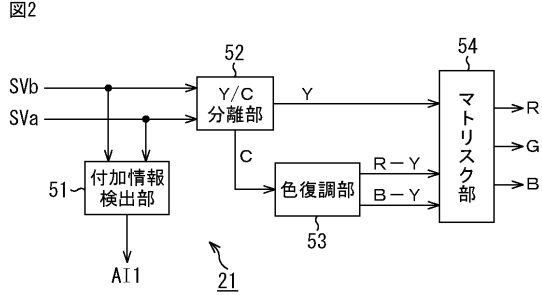 図2
52
54
SVb
SVa
Y/C
分離部
Y
マトリスク部
R
G
B
C
51
付加情報
検出部
色復調部
R－Y
B－Y
53
AI1
21